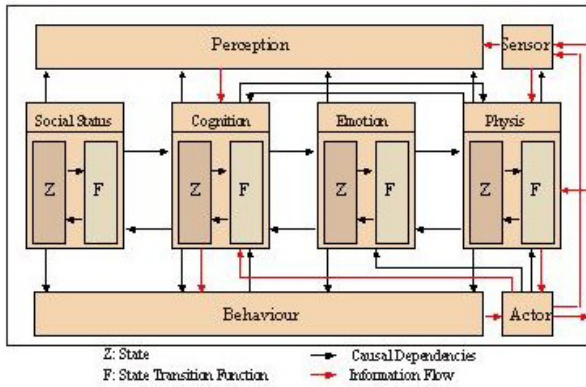 Perception
Sensor
Social Status
Cognition
Emotion
Physis
Z
F
Z
F
Z
F
Z
F
Behaviour
Actor
Z: State
Causal Dependencies
F: State Transition Function
Information Flow